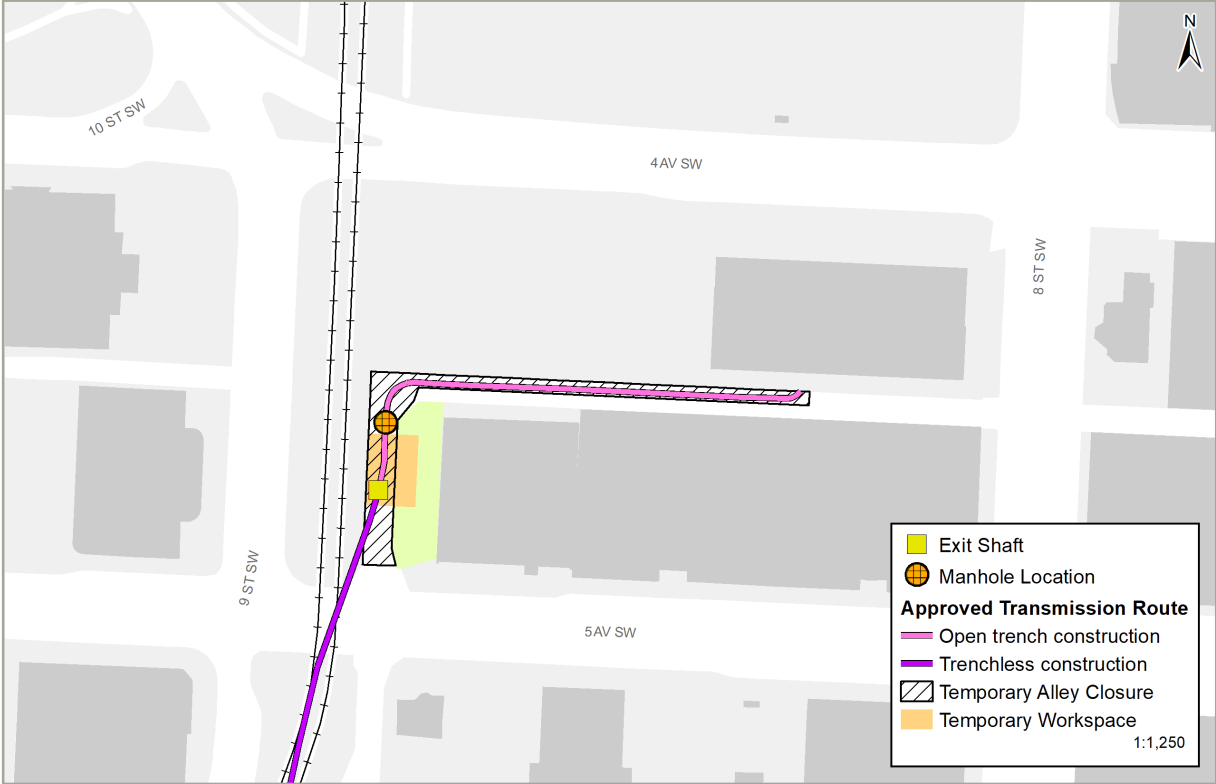 N
10 ST SW
4 AV SW
8 ST SW
9 ST SW
5 AV SW
Exit Shaft
Manhole Location
Approved Transmission Route
Open trench construction
Trenchless construction
Temporary Alley Closure
Temporary Workspace
1:1,250